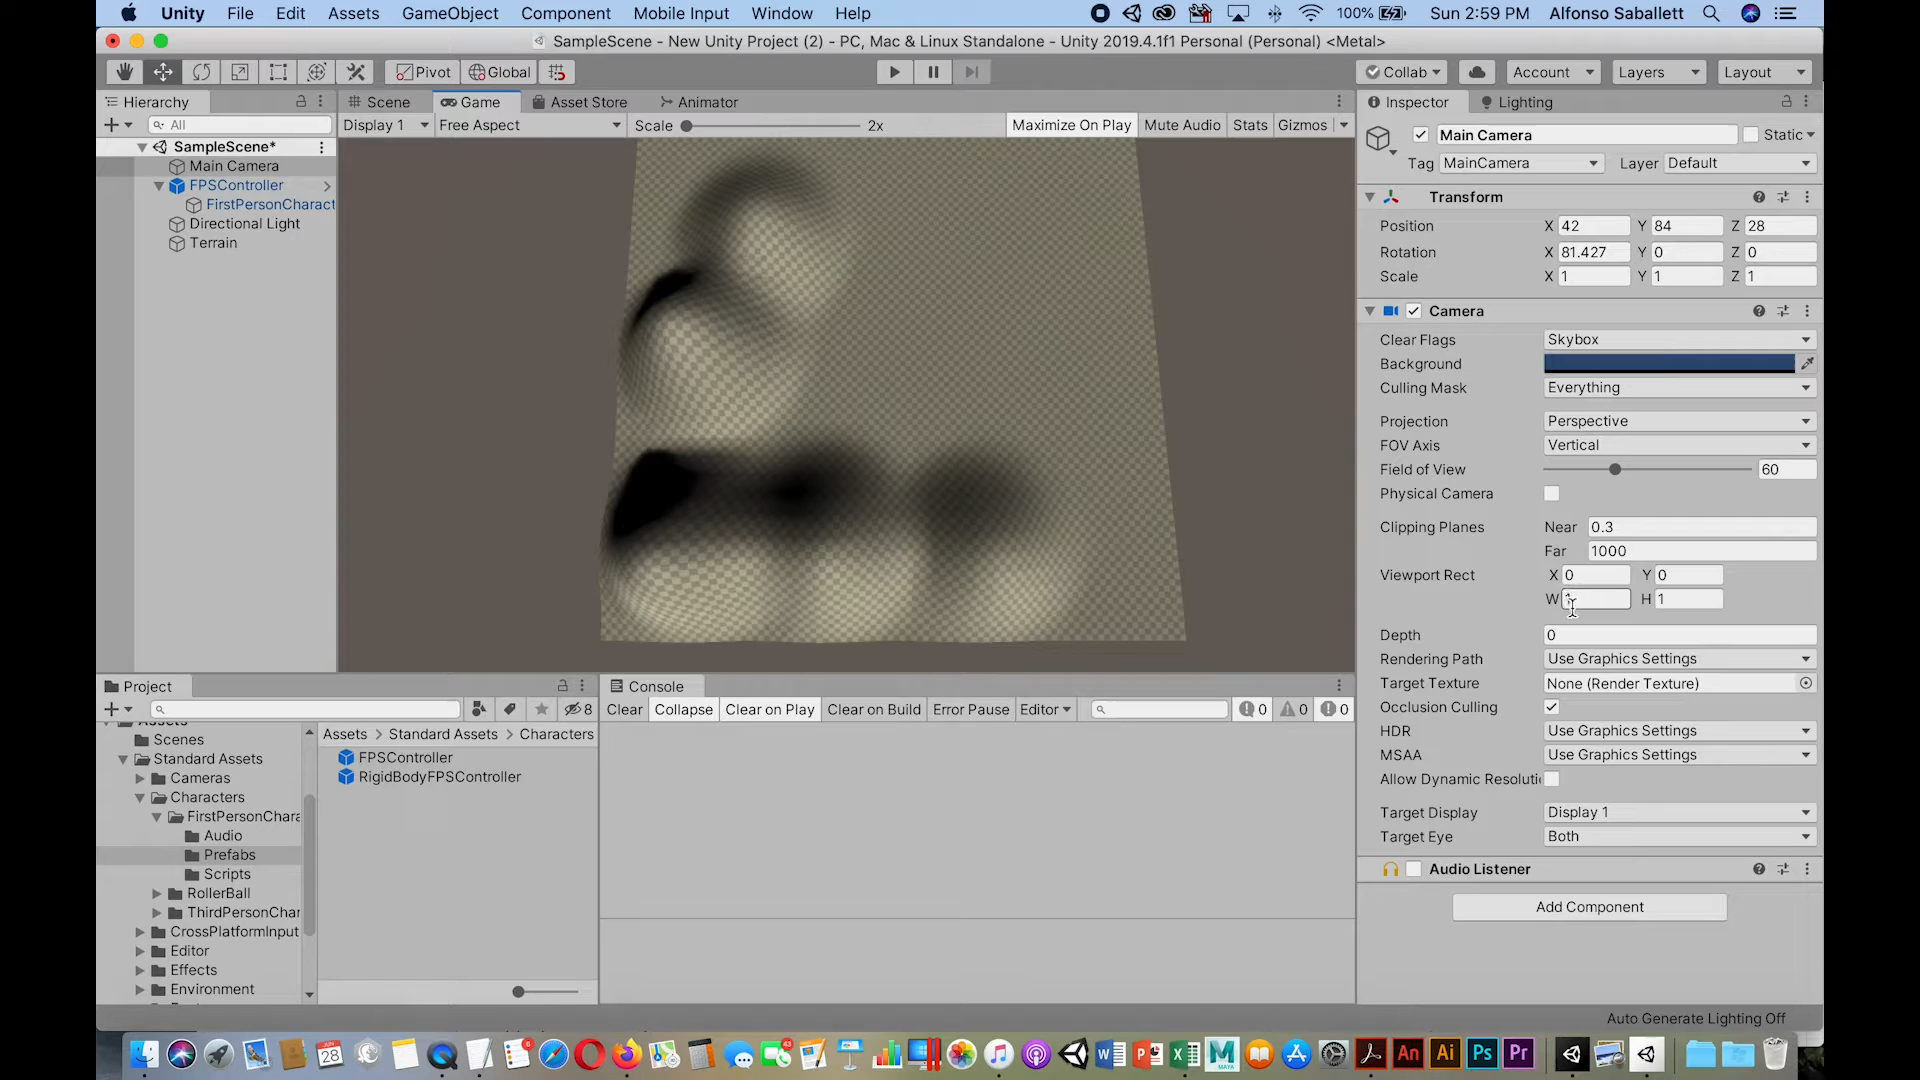 Unity File Edit Assets GameObject Component Mobile Input Window Help 100% Sun 2:59 PM Alfonso Saballett
SampleScene - New Unity Project (2) - PC, Mac & Linux Standalone - Unity 2019.4.1f1 Personal (Personal) <Metal>
Pivot Global Collab Account Layers Layout
Hierarchy Scene Game Asset Store Animator Inspector Lighting
All Display 1 Free Aspect Scale 2x Maximize On Play Mute Audio Stats Gizmos
Main Camera Static
SampleScene*
Main Camera
FPSController
FirstPersonCharact
Directional Light
Terrain
Tag MainCamera Layer Default
Transform
Position X 42 Y 84 Z 28
Rotation X 81.427 Y 0 Z 0
Scale X 1 Y 1 Z 1
Camera
Clear Flags Skybox
Background
Culling Mask Everything
Projection Perspective
FOV Axis Vertical
Field of View 60
Physical Camera
Clipping Planes Near 0.3
Far 1000
Viewport Rect X 0 Y 0
W H 1
Depth 0
Rendering Path Use Graphics Settings
Target Texture None (Render Texture)
Occlusion Culling
HDR Use Graphics Settings
MSAA Use Graphics Settings
Allow Dynamic Resoluti
Target Display Display 1
Target Eye Both
Audio Listener
Add Component
Project Console
8 Clear Collapse Clear on Play Clear on Build Error Pause Editor 0 0 0
Assets
Scenes
Standard Assets
Cameras
Characters
FirstPersonChara
Audio
Prefabs
Scripts
RollerBall
ThirdPersonChar
CrossPlatformInput
Editor
Effects
Environment
Assets > Standard Assets > Characters
FPSController
RigidBodyFPSController
Auto Generate Lighting Off
JUN 28 6 43 W P X M MAYA An Ai Ps Pr